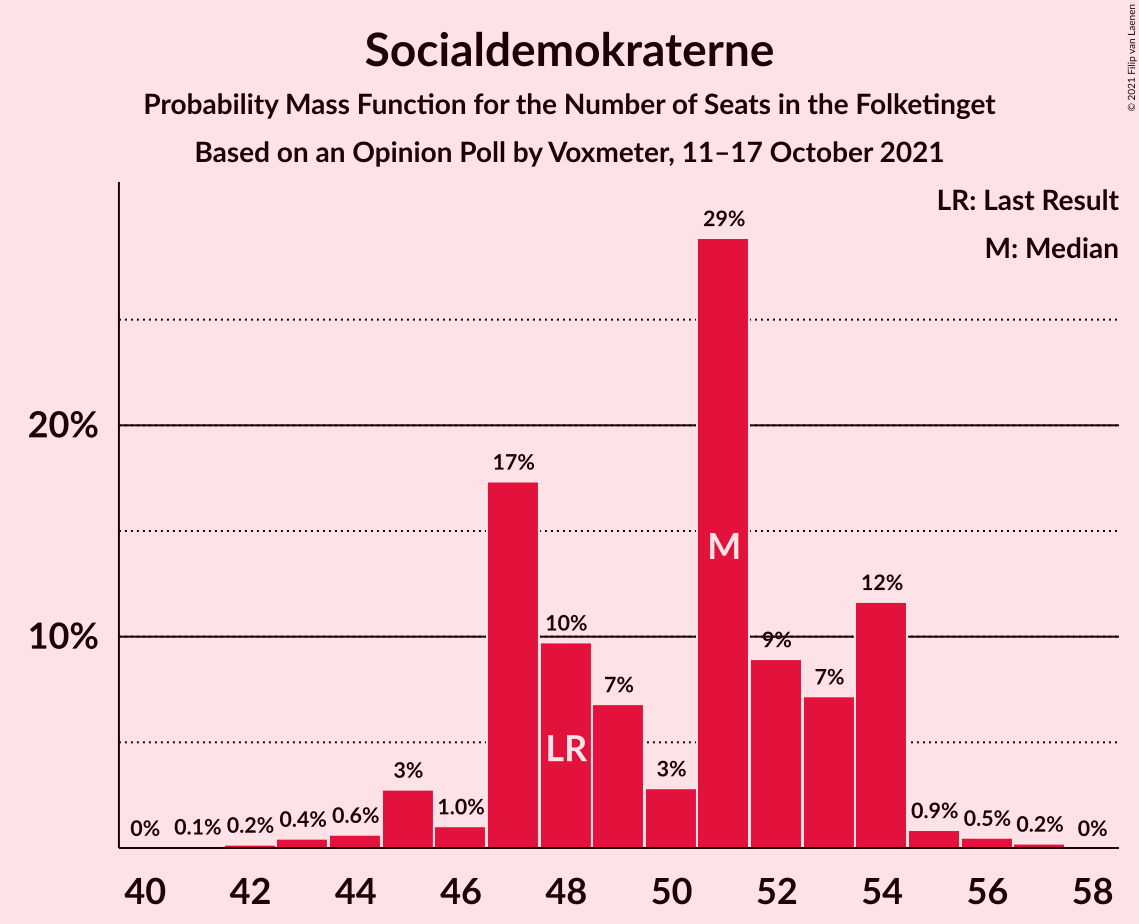 Socialdemokraterne
Probability Mass Function for the Number of Seats in the Folketinget
Based on an Opinion Poll by Voxmeter, 11–17 October 2021
© 2021 Filip van Laenen
LR: Last Result
M: Median
20%
10%
0%
0.1%
0.2%
0.4%
0.6%
3%
1.0%
17%
10%
7%
3%
29%
9%
7%
12%
0.9%
0.5%
0.2%
0%
LR
M
40 42 44 46 48 50 52 54 56 58